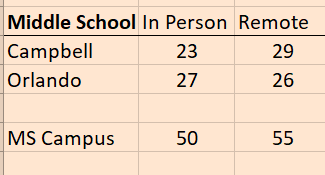 Middle School In Person Remote
Campbell 23 29
Orlando 27 26
MS Campus 50 55